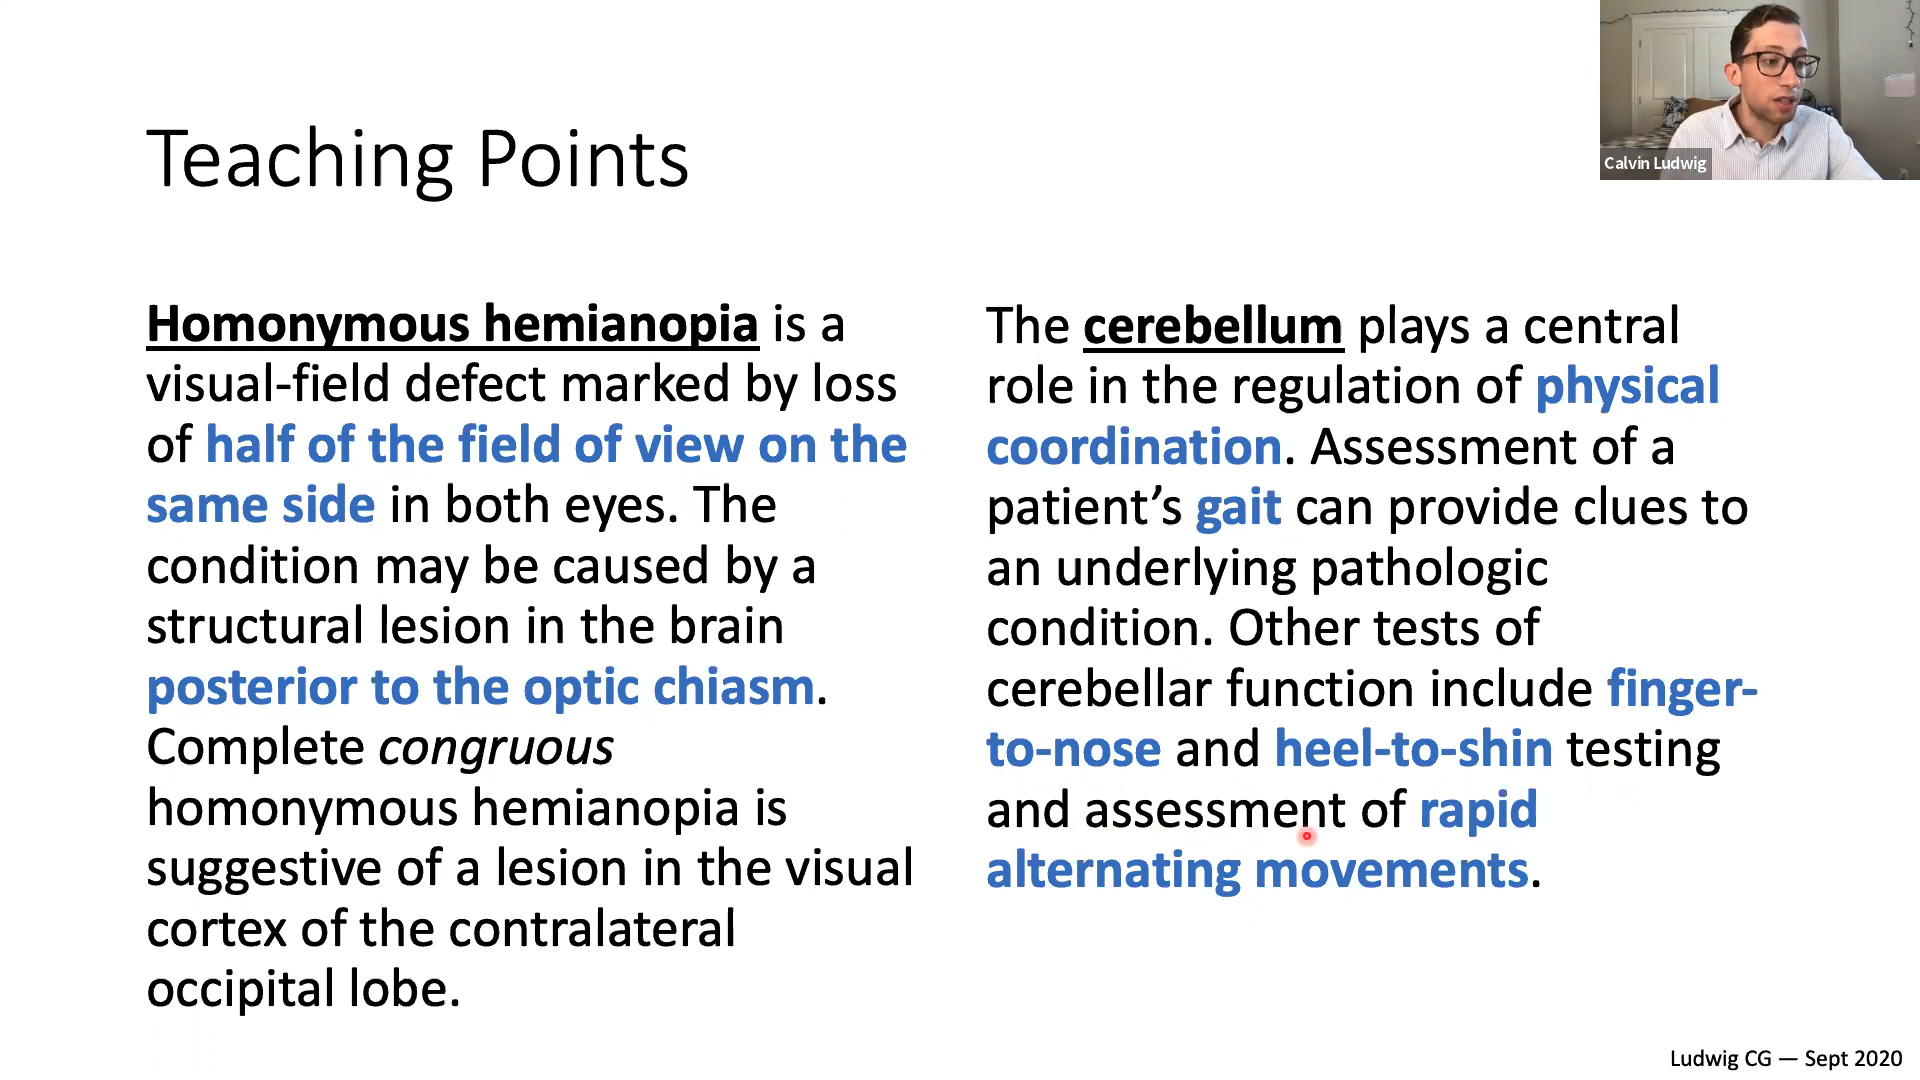 Teaching Points
Calvin Ludwig
Homonymous hemianopia is a
visual-field defect marked by loss
of half of the field of view on the
same side in both eyes. The
condition may be caused by a
structural lesion in the brain
posterior to the optic chiasm.
Complete congruous
homonymous hemianopia is
suggestive of a lesion in the visual
cortex of the contralateral
occipital lobe.
The cerebellum plays a central
role in the regulation of physical
coordination. Assessment of a
patient’s gait can provide clues to
an underlying pathologic
condition. Other tests of
cerebellar function include finger-
to-nose and heel-to-shin testing
and assessment of rapid
alternating movements.
Ludwig CG — Sept 2020